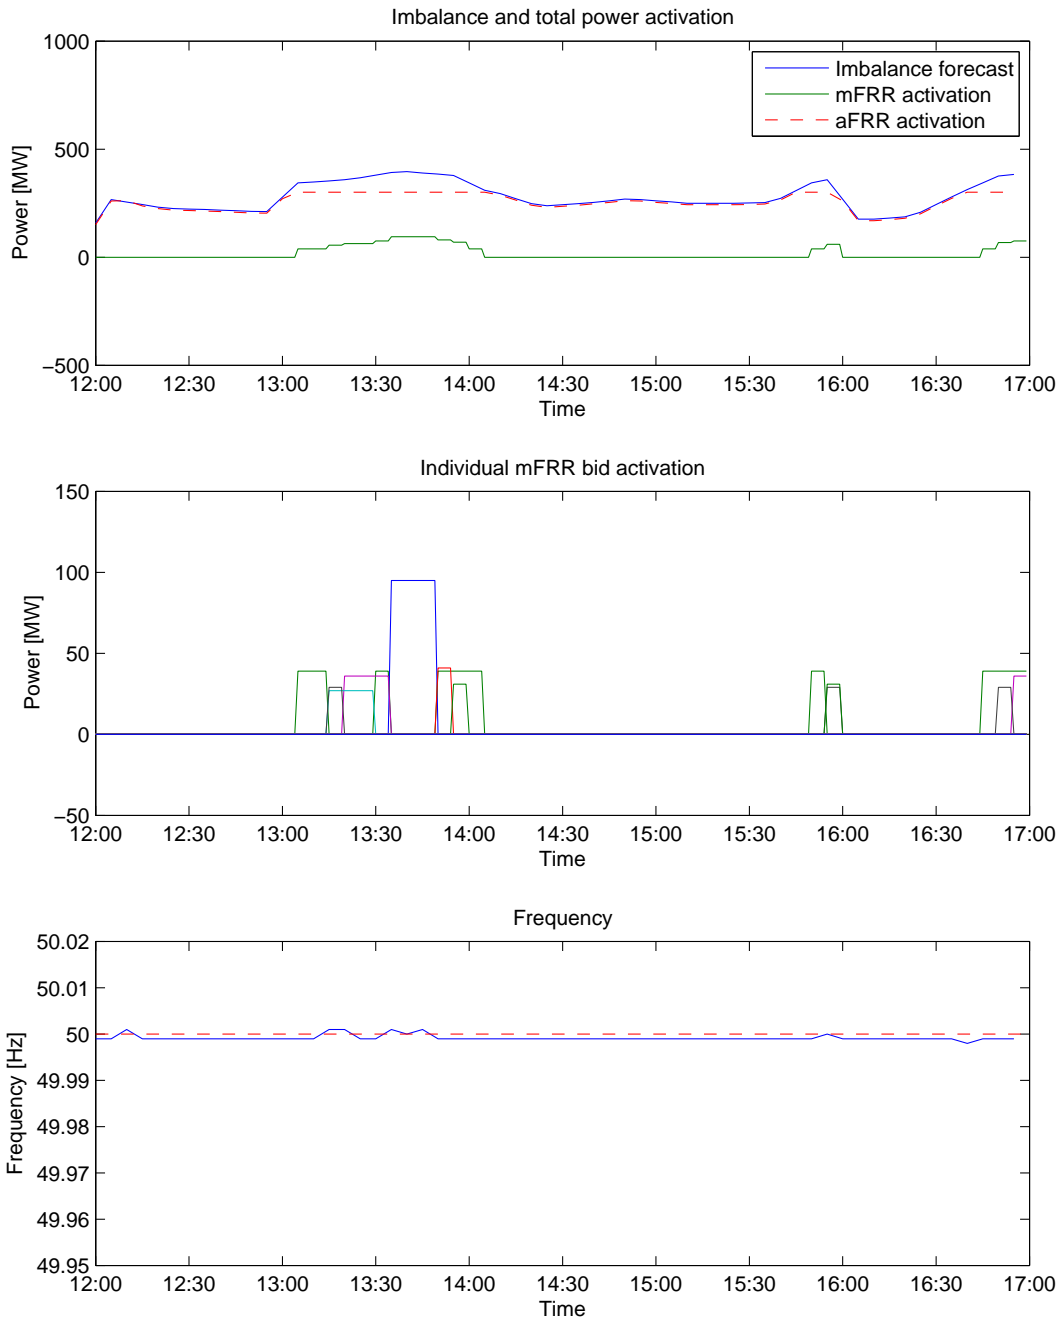 Imbalance and total power activation
1000
500
0
−500
Power [MW]
Imbalance forecast
mFRR activation
aFRR activation
12:00 12:30 13:00 13:30 14:00 14:30 15:00 15:30 16:00 16:30 17:00
Time
Individual mFRR bid activation
150
100
50
0
−50
Power [MW]
12:00 12:30 13:00 13:30 14:00 14:30 15:00 15:30 16:00 16:30 17:00
Time
Frequency
50.02
50.01
50
49.99
49.98
49.97
49.96
49.95
Frequency [Hz]
12:00 12:30 13:00 13:30 14:00 14:30 15:00 15:30 16:00 16:30 17:00
Time